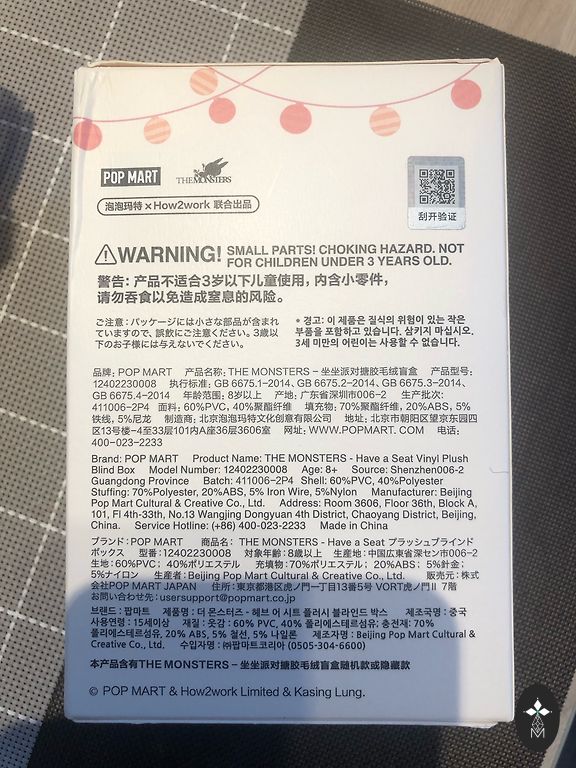 POP MART
THE MONSTERS
泡泡玛特 × How2work 联合出品
刮开验证
WARNING! SMALL PARTS! CHOKING HAZARD. NOT
FOR CHILDREN UNDER 3 YEARS OLD.
警告: 产品不适合3岁以下儿童使用，内含小零件，
请勿吞食以免造成窒息的风险。
ご注意：パッケージには小さな部品が含まれ
ていますので、誤飲にご注意ください。3歳以
下のお子様には与えないでください。
* 경고: 이 제품은 질식의 위험이 있는 작은
부품을 포함하고 있습니다. 삼키지 마십시오.
3세 미만의 어린이는 사용할 수 없습니다.
品牌: POP MART 产品名称: THE MONSTERS - 坐坐派对搪胶毛绒盲盒 产品型号:
12402230008 执行标准: GB 6675.1-2014、GB 6675.2-2014、GB 6675.3-2014、
GB 6675.4-2014 年龄范围: 8岁以上 产地: 广东省深圳市006-2 生产批次:
411006-2P4 面料: 60%PVC, 40%聚酯纤维 填充物: 70%聚酯纤维, 20%ABS, 5%
铁线, 5%尼龙 制造商: 北京泡泡玛特文化创意有限公司 地址: 北京市朝阳区望京东园四
区13号楼-4至33层101内A座36层3606室 网址: WWW.POPMART.COM 电话:
400-023-2233
Brand: POP MART Product Name: THE MONSTERS - Have a Seat Vinyl Plush
Blind Box Model Number: 12402230008 Age: 8+ Source: Shenzhen006-2
Guangdong Province Batch: 411006-2P4 Shell: 60%PVC, 40%Polyester
Stuffing: 70%Polyester, 20%ABS, 5% Iron Wire, 5%Nylon Manufacturer: Beijing
Pop Mart Cultural & Creative Co., Ltd. Address: Room 3606, Floor 36th, Block A,
101, Fl 4th-33th, No.13 Wangjing Dongyuan 4th District, Chaoyang District, Beijing,
China. Service Hotline: (+86) 400-023-2233 Made in China
ブランド: POP MART 商品名: THE MONSTERS - Have a Seat プラッシュブラインド
ボックス 型番: 12402230008 対象年齢: 8歳以上 生産地: 中国広東省深セン市006-2
生地: 60%PVC; 40%ポリエステル 充填物: 70%ポリエステル; 20%ABS; 5%針金;
5%ナイロン 生産者: Beijing Pop Mart Cultural & Creative Co., Ltd. 販売元: 株式
会社POP MART JAPAN 住所: 東京都港区虎ノ門一丁目13番5号 VORT虎ノ門Ⅱ 7階
お問い合わせ先: usersupport@popmart.co.jp
브랜드 : 팝마트 제품명 : 더 몬스터즈 - 헤브 어 시트 플러시 블라인드 박스 제조국명 : 중국
사용연령 : 15세이상 재질 : 옷감 : 60% PVC, 40% 폴리에스테르섬유; 충전재: 70%
폴리에스테르섬유, 20% ABS, 5% 철선, 5% 나일론 제조자명 : Beijing Pop Mart Cultural &
Creative Co., Ltd. 수입자명 : ㈜팝마트코리아 (0505-304-6600)
本产品含有THE MONSTERS - 坐坐派对搪胶毛绒盲盒随机款或隐藏款
© POP MART & How2work Limited & Kasing Lung.
M